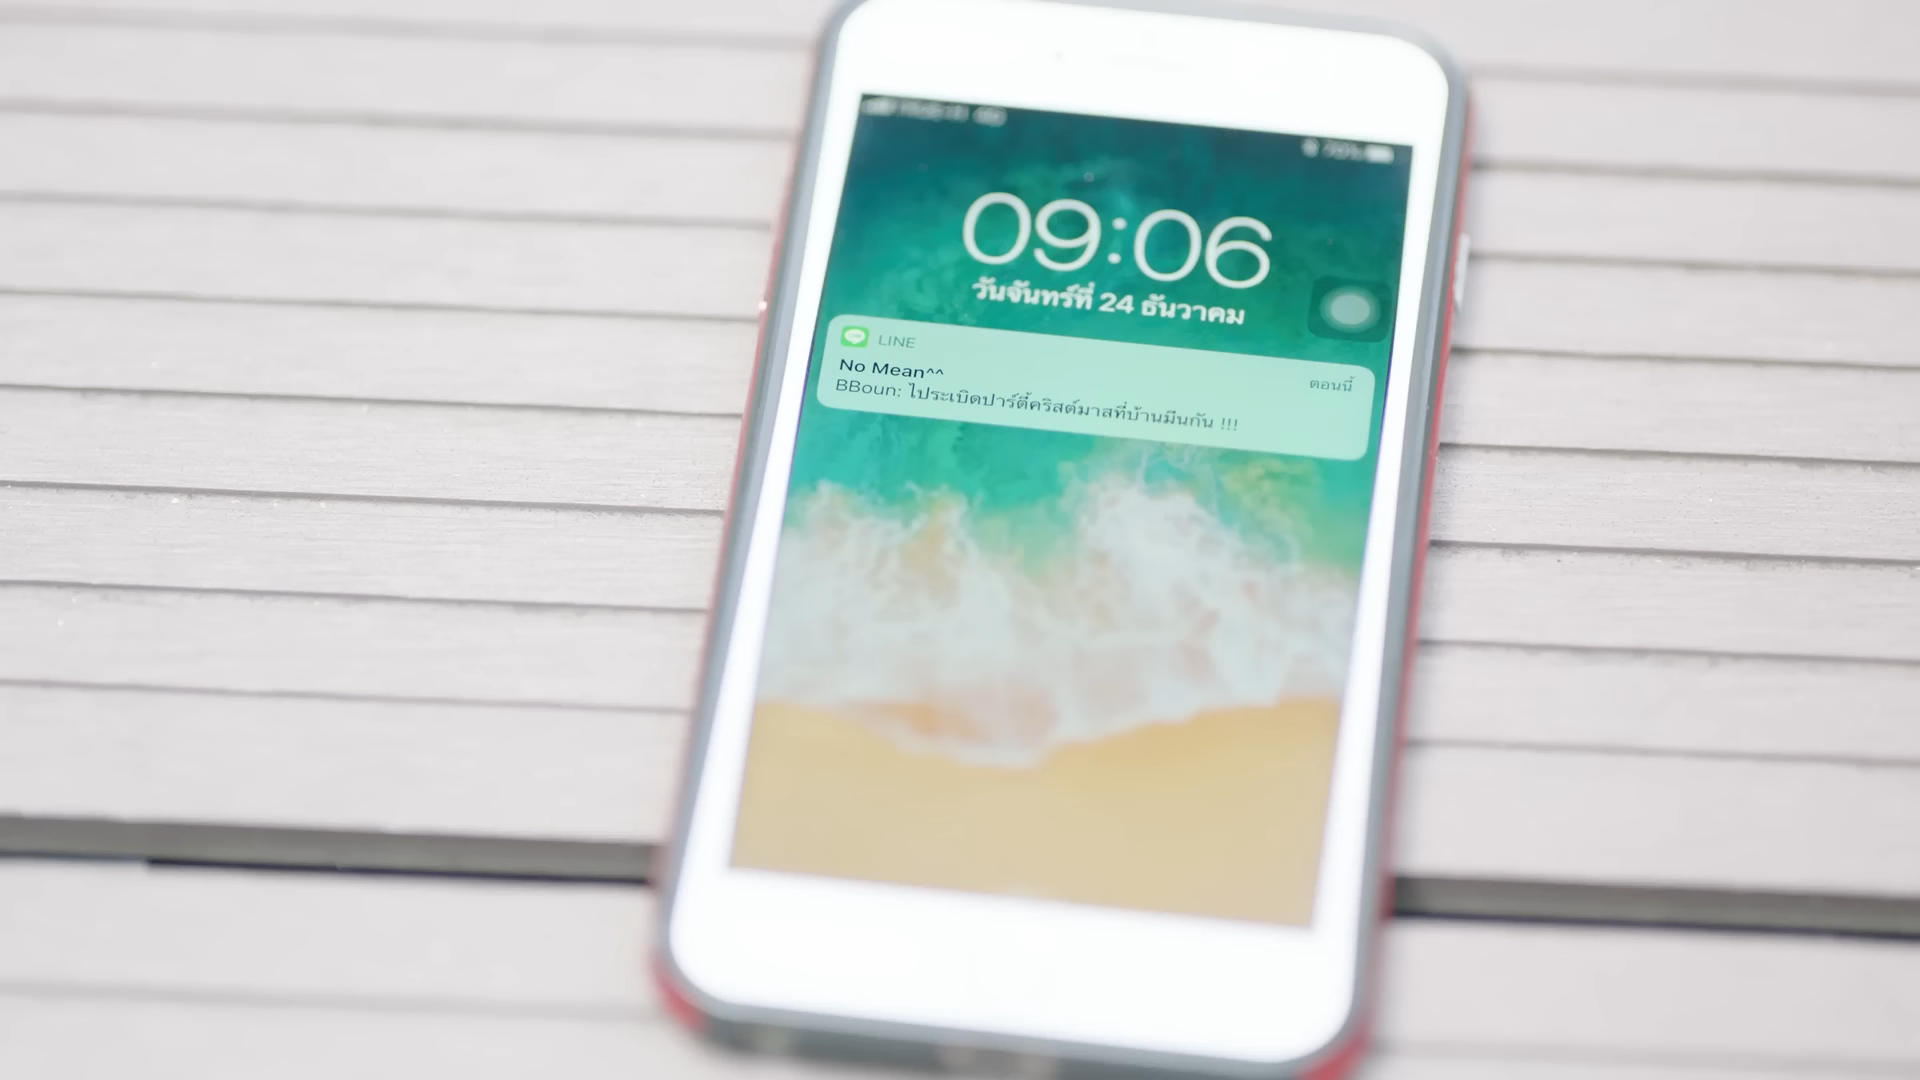 09:06
วันจันทร์ที่ 24 ธันวาคม
LINE
No Mean^^ ตอนนี้
BBoun: ไประเบิดปาร์ตี้คริสต์มาสที่บ้านมีนกัน !!!